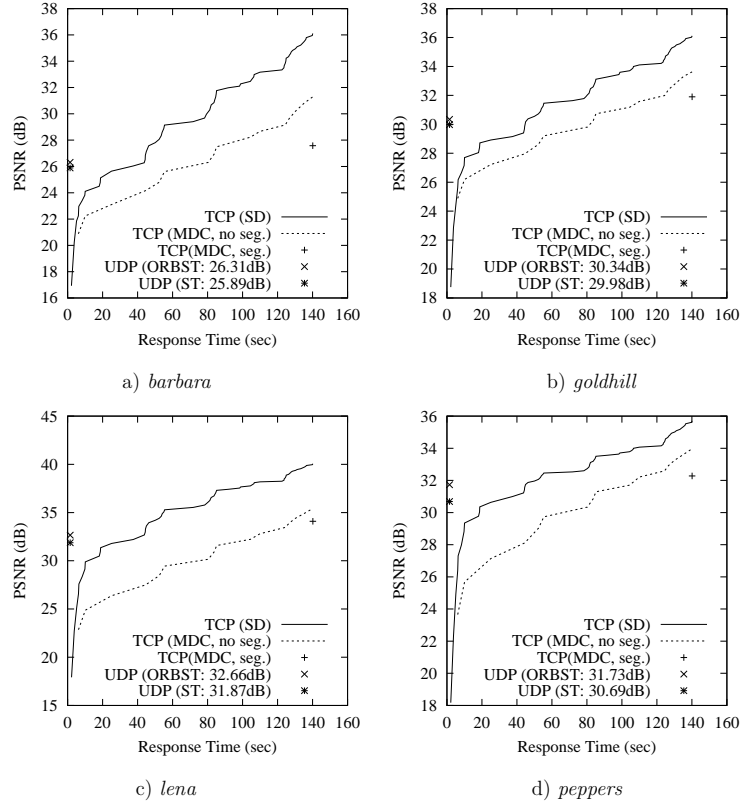 36
34
32
30
28
26
24
22
20
18
16
PSNR (dB)
TCP (SD)
TCP (MDC, no seg.)
TCP(MDC, seg.)
UDP (ORBST: 26.31dB)
UDP (ST: 25.89dB)
0 20 40 60 80 100 120 140 160
Response Time (sec)
a) barbara
38
36
34
32
30
28
26
24
22
20
18
PSNR (dB)
TCP (SD)
TCP (MDC, no seg.)
TCP(MDC, seg.)
UDP (ORBST: 30.34dB)
UDP (ST: 29.98dB)
0 20 40 60 80 100 120 140 160
Response Time (sec)
b) goldhill
45
40
35
30
25
20
15
PSNR (dB)
TCP (SD)
TCP (MDC, no seg.)
TCP(MDC, seg.)
UDP (ORBST: 32.66dB)
UDP (ST: 31.87dB)
0 20 40 60 80 100 120 140 160
Response Time (sec)
c) lena
36
34
32
30
28
26
24
22
20
18
PSNR (dB)
TCP (SD)
TCP (MDC, no seg.)
TCP(MDC, seg.)
UDP (ORBST: 31.73dB)
UDP (ST: 30.69dB)
0 20 40 60 80 100 120 140 160
Response Time (sec)
d) peppers